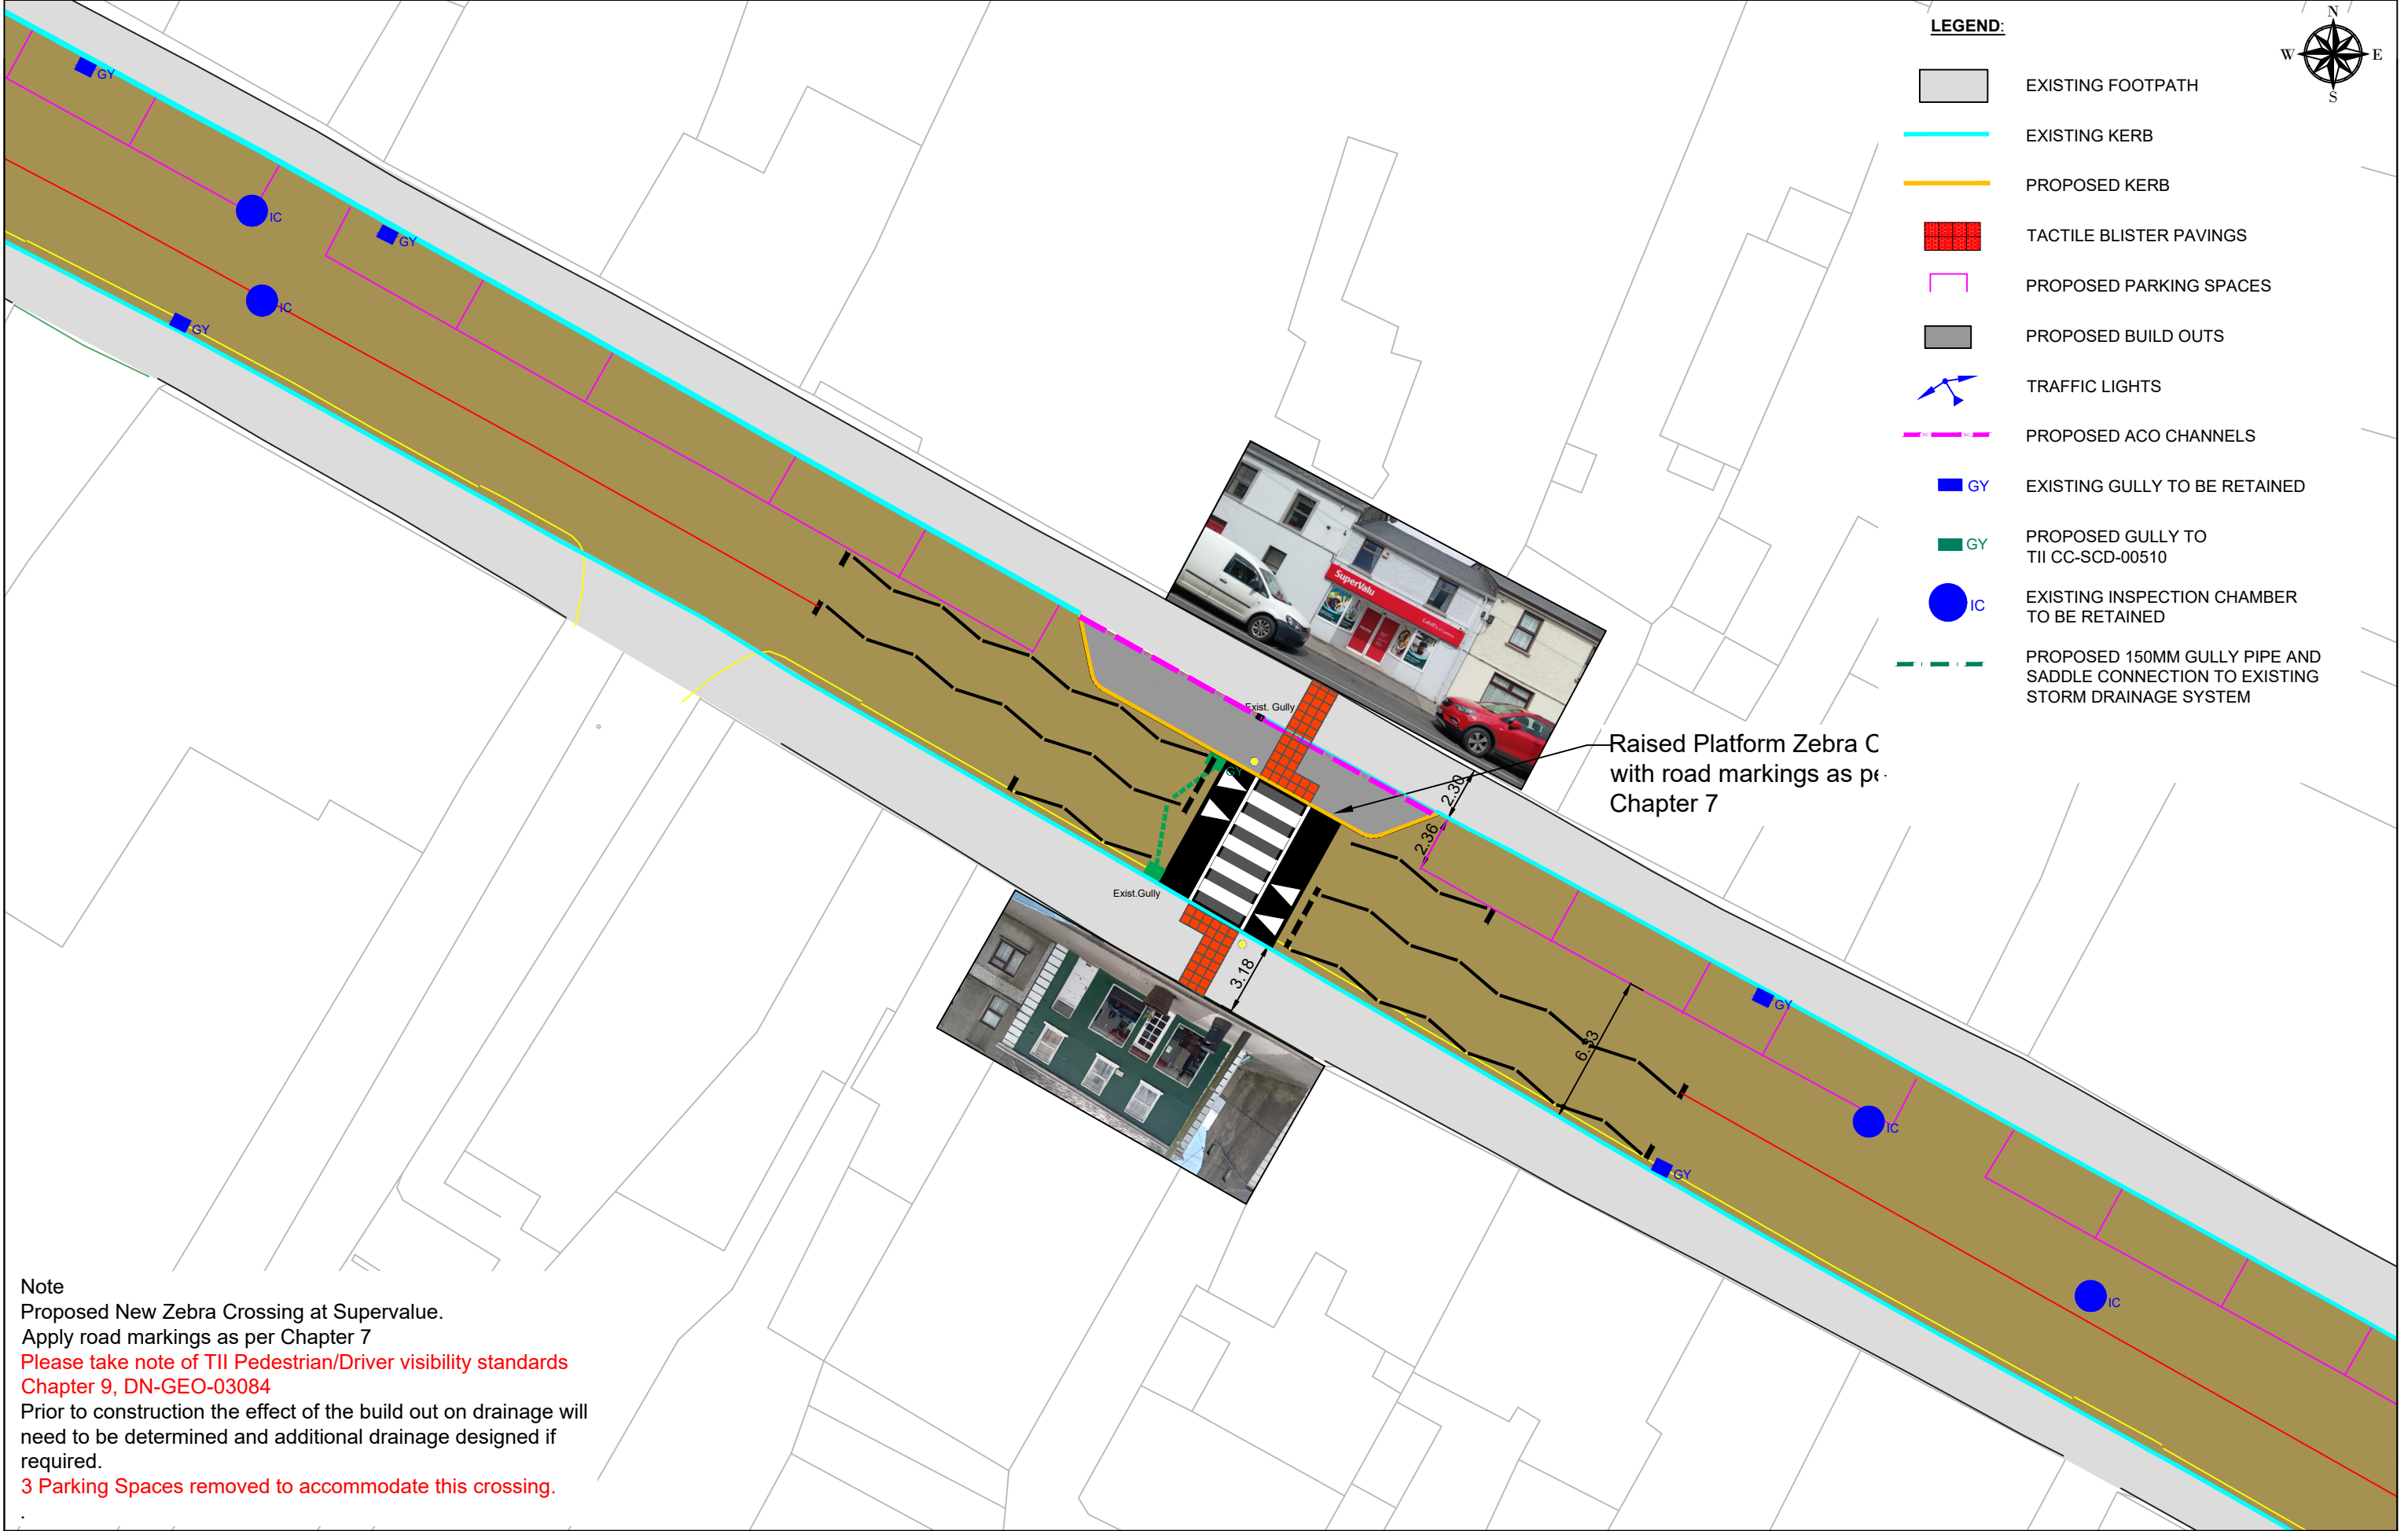 LEGEND:
N
W
E
S
EXISTING FOOTPATH
EXISTING KERB
PROPOSED KERB
TACTILE BLISTER PAVINGS
PROPOSED PARKING SPACES
PROPOSED BUILD OUTS
TRAFFIC LIGHTS
PROPOSED ACO CHANNELS
GY
EXISTING GULLY TO BE RETAINED
GY
PROPOSED GULLY TO
TII CC-SCD-00510
IC
EXISTING INSPECTION CHAMBER
TO BE RETAINED
PROPOSED 150MM GULLY PIPE AND
SADDLE CONNECTION TO EXISTING
STORM DRAINAGE SYSTEM
GY
IC
GY
IC
GY
SuperValu
Exist. Gully
GY
Raised Platform Zebra C
with road markings as pe
Chapter 7
2.30
2.36
Exist.Gully
3.18
6.33
GY
IC
GY
IC
Note
Proposed New Zebra Crossing at Supervalue.
Apply road markings as per Chapter 7
Please take note of TII Pedestrian/Driver visibility standards
Chapter 9, DN-GEO-03084
Prior to construction the effect of the build out on drainage will
need to be determined and additional drainage designed if
required.
3 Parking Spaces removed to accommodate this crossing.
.